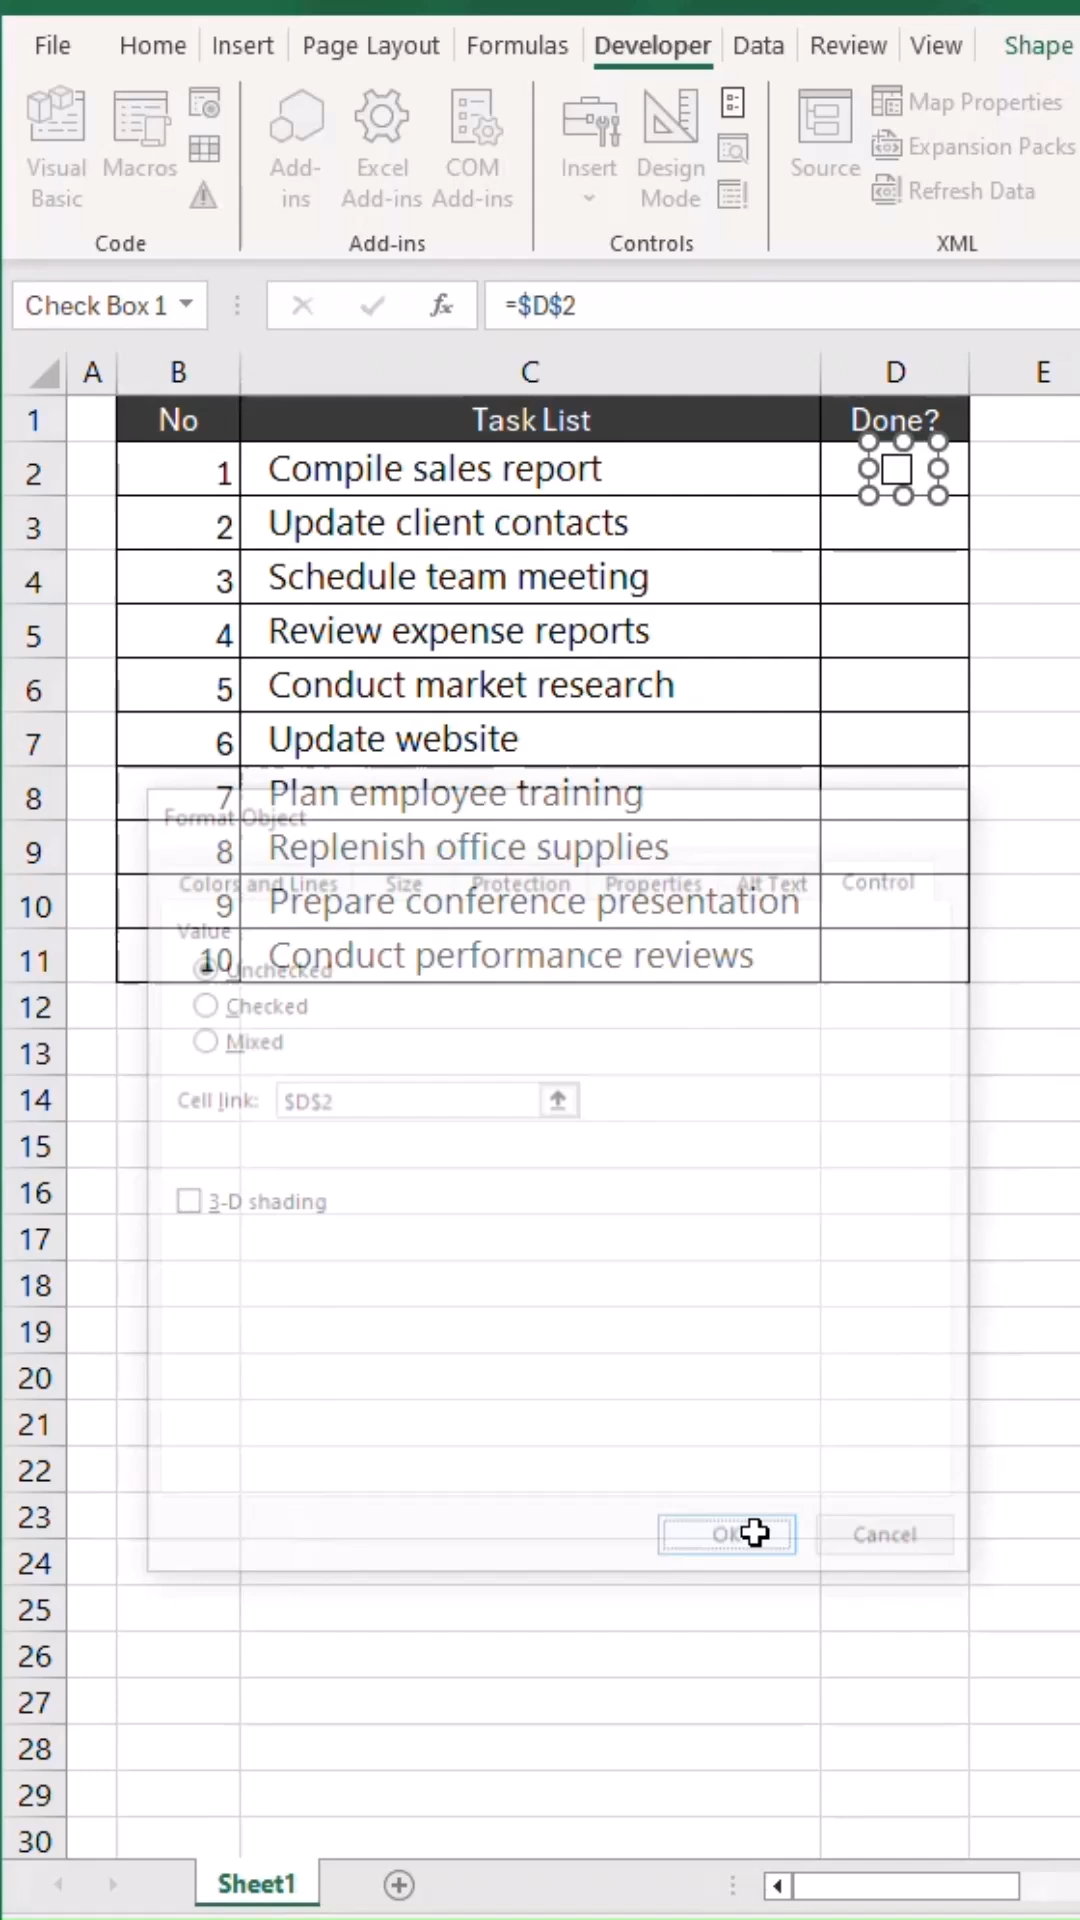 File Home Insert Page Layout Formulas Developer Data Review View Shape
Visual Basic
Macros
Add-ins
Excel Add-ins
COM Add-ins
Insert
Design Mode
Source
Map Properties
Expansion Packs
Refresh Data
Code Add-ins Controls XML
Check Box 1 fx =$D$2
A B C D E
1 No Task List Done?
2 1 Compile sales report
3 2 Update client contacts
4 3 Schedule team meeting
5 4 Review expense reports
6 5 Conduct market research
7 6 Update website
8 7 Plan employee training
Format Object
9 8 Replenish office supplies
Colors and Lines Size Protection Properties Alt Text Control
10 9 Prepare conference presentation
Value
11 10 Conduct performance reviews
Unchecked
12
Checked
13
Mixed
14
Cell link: $D$2
15
16
3-D shading
17
18
19
20
21
22
23
OK Cancel
24
25
26
27
28
29
30
Sheet1